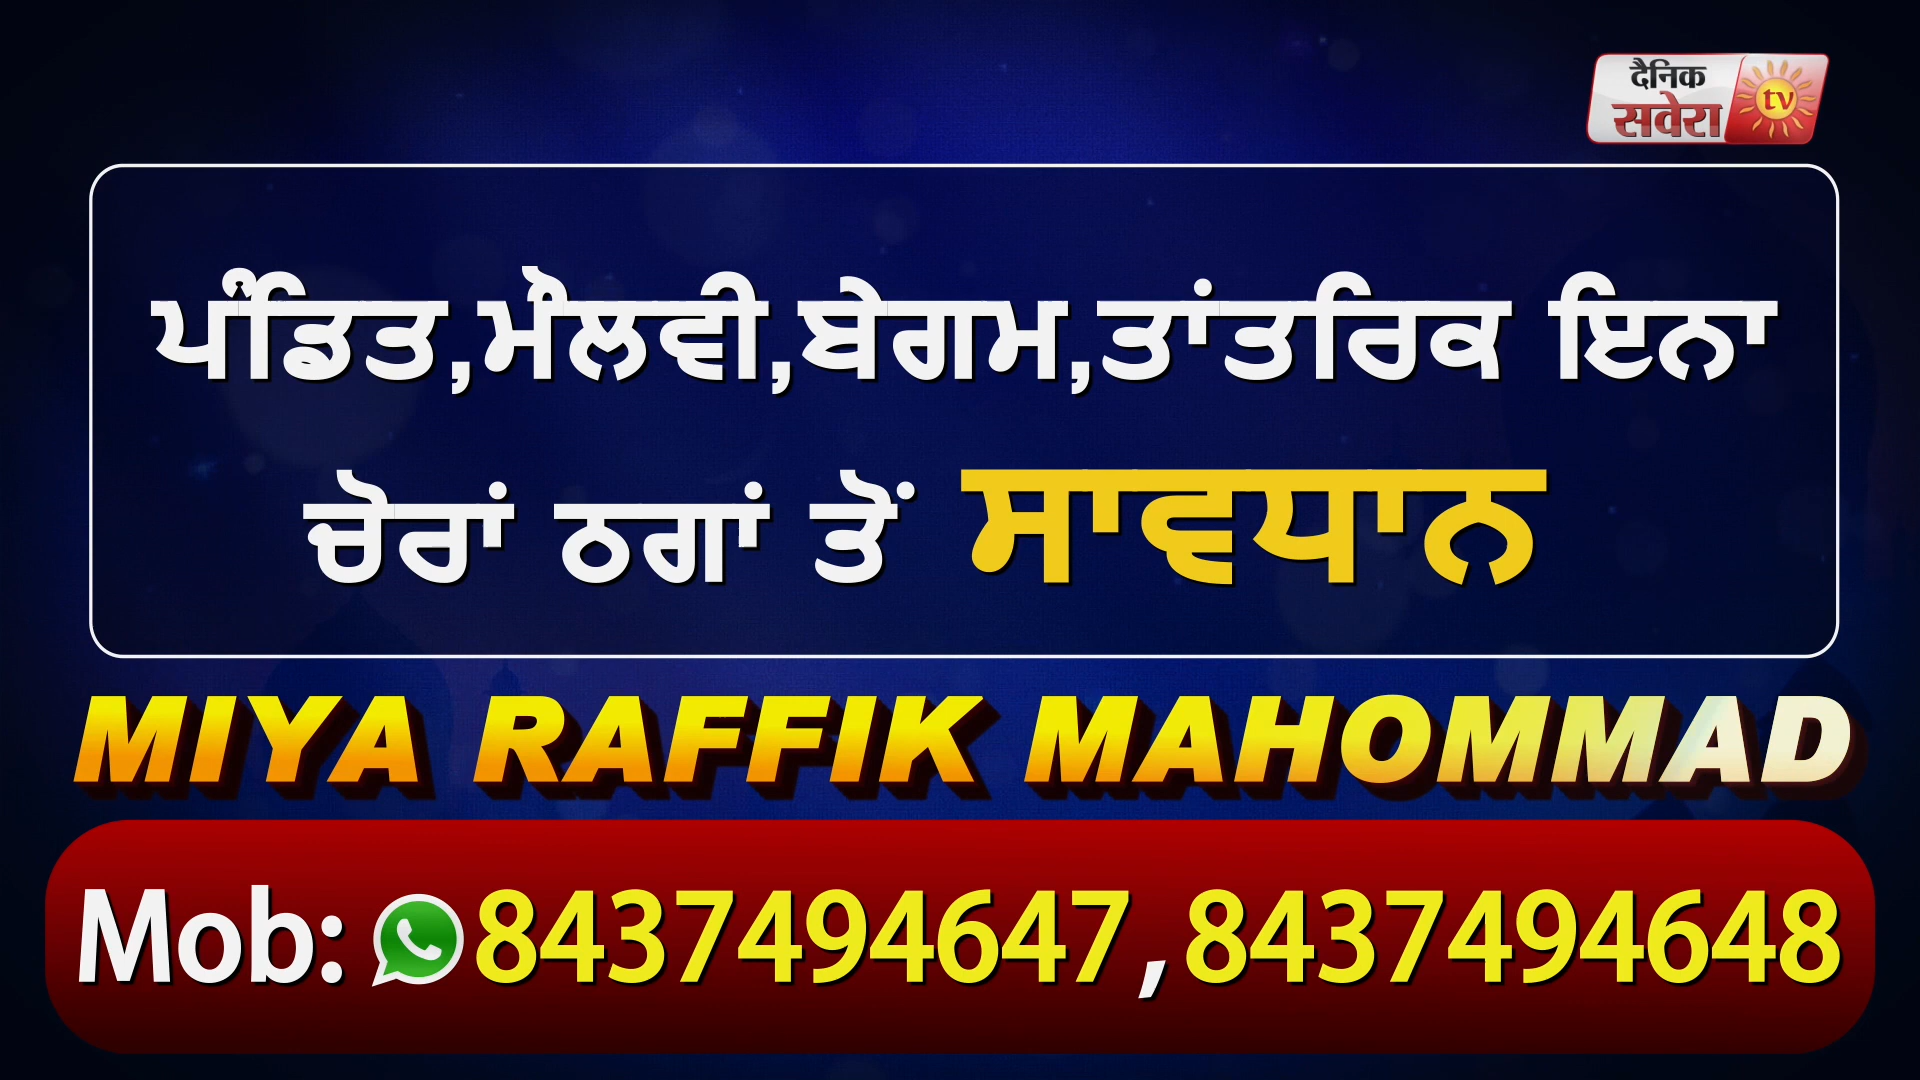 दैनिक
सवेरा tv
ਪੰਡਿਤ,ਮੌਲਵੀ,ਬੇਗਮ,ਤਾਂਤਰਿਕ ਇਨਾ
ਚੋਰਾਂ ਠਗਾਂ ਤੋਂ ਸਾਵਧਾਨ
MIYA RAFFIK MAHOMMAD
Mob: 8437494647, 8437494648